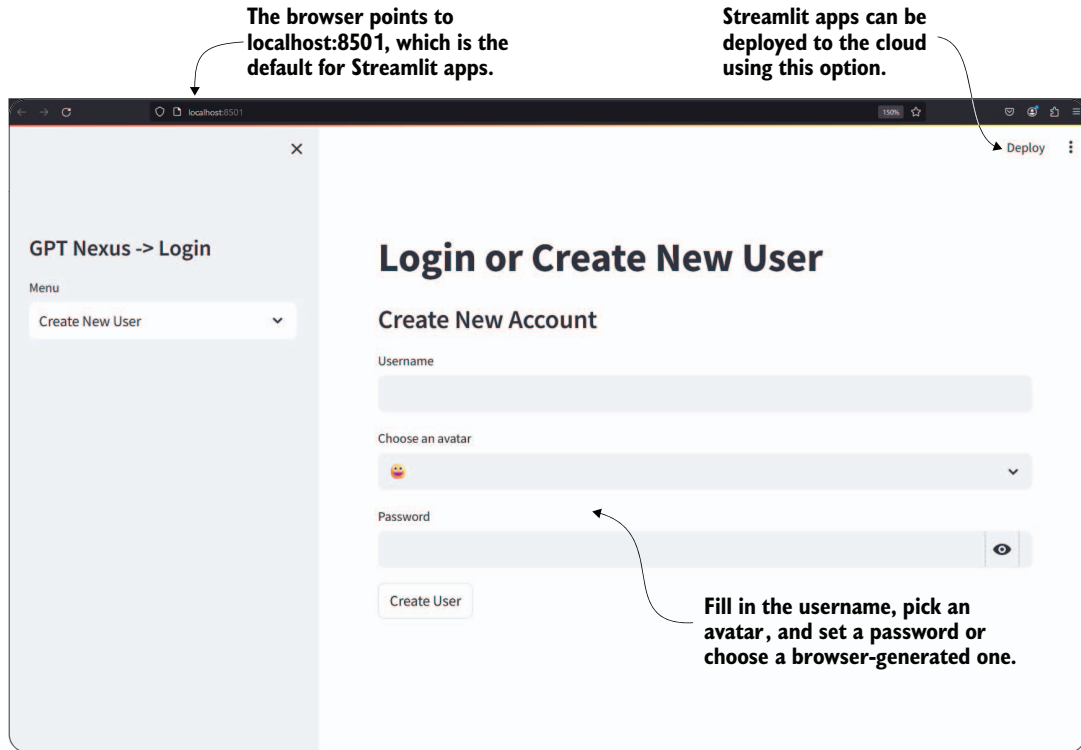 The browser points to
localhost:8501, which is the
default for Streamlit apps.
Streamlit apps can be
deployed to the cloud
using this option.
localhost:8501
150%
Deploy
GPT Nexus -> Login
Menu
Create New User
Login or Create New User
Create New Account
Username
Choose an avatar
Password
Create User
Fill in the username, pick an
avatar, and set a password or
choose a browser-generated one.